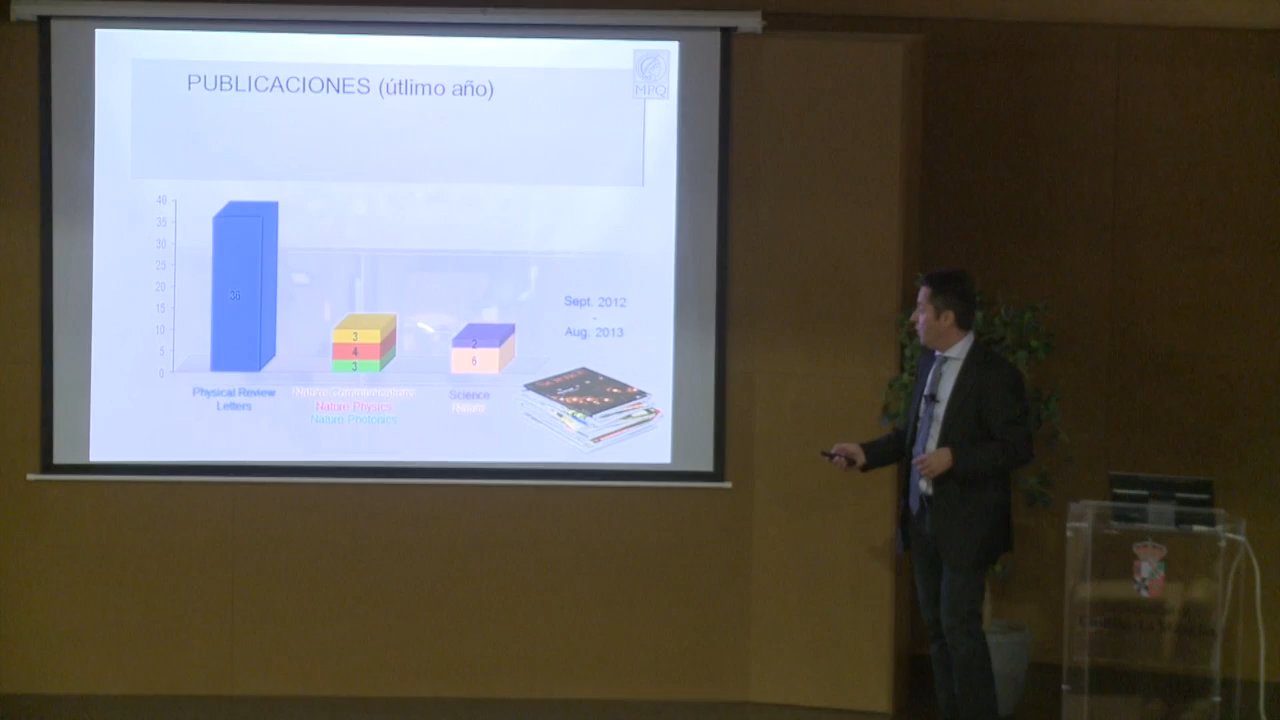 PUBLICACIONES (útlimo año)
MPQ
40
35
30
25
20
15
10
5
0
36
3
4
3
2
6
Sept. 2012
-
Aug. 2013
Physical Review
Letters
Nature Communications
Nature Physics
Nature Photonics
Science
Nature
SCIENCE